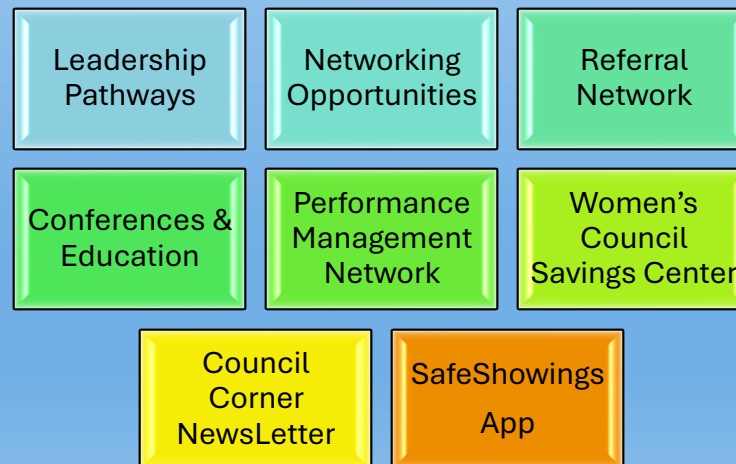 Leadership
Pathways
Networking
Opportunities
Referral
Network
Conferences &
Education
Performance
Management
Network
Women's
Council
Savings Center
Council
Corner
NewsLetter
SafeShowings
App